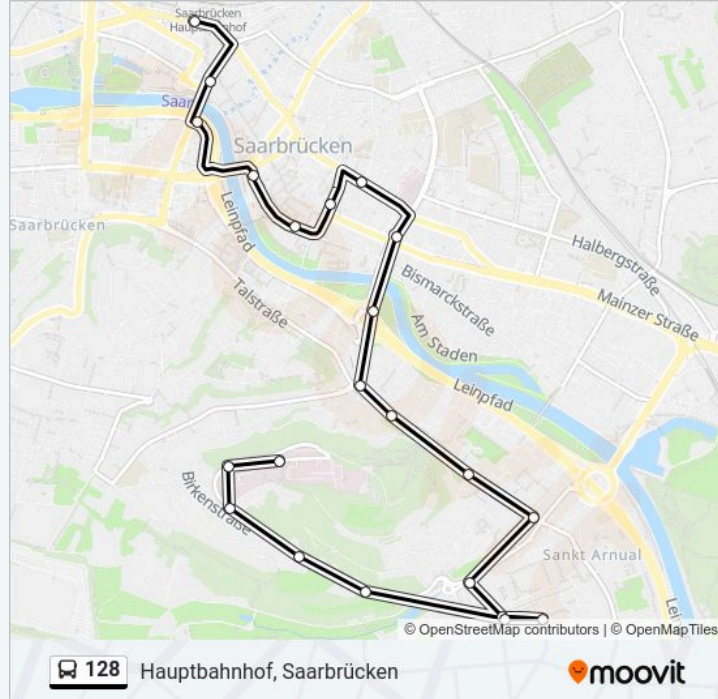 Saarbrücken
Hauptbahnhof
Saar
Saarbrücken
Leinpfad
Saarbrücken
Halbergstraße
Bismarckstraße
Talstraße
Mainzer Straße
Am Staden
Leinpfad
Birkenstraße
Sankt Arnual
Lei
© OpenStreetMap contributors | © OpenMapTiles
128 Hauptbahnhof, Saarbrücken
moovit